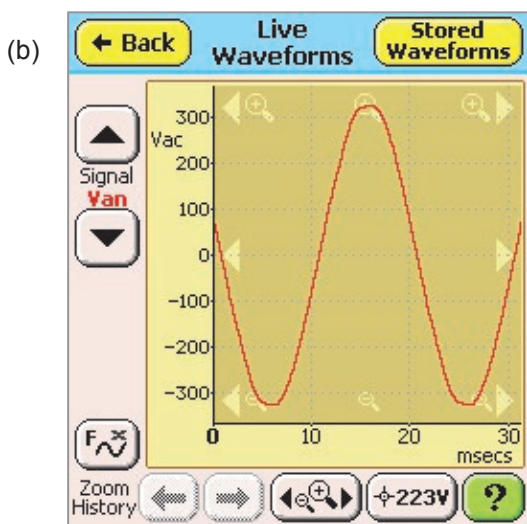 (b)
← Back
Live
Waveforms
Stored
Waveforms
Signal
Van
Vac
300
200
100
0
-100
-200
-300
0
10
20
30
msecs
F x
Zoom
History
-223V
?